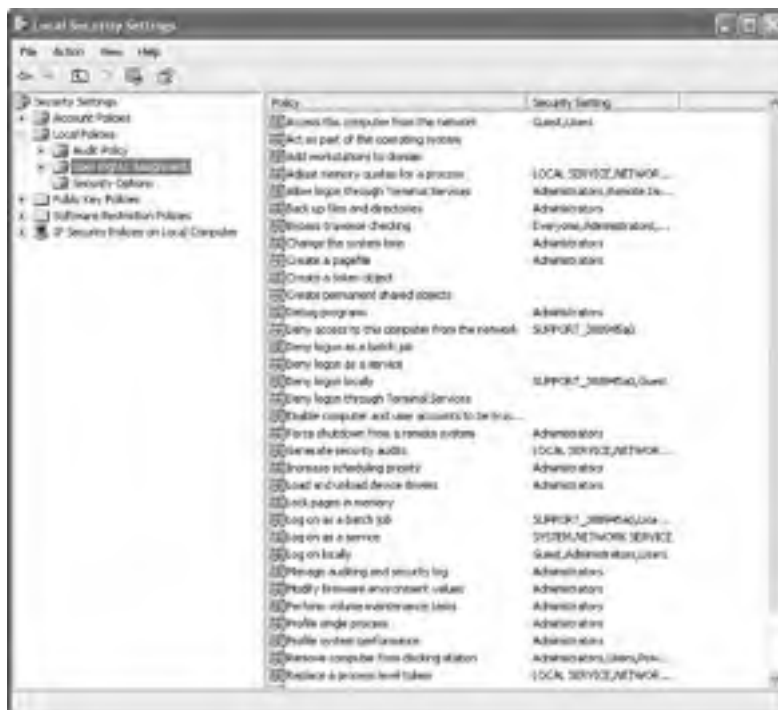 Local Security Settings
File Action View Help
Security Settings
Account Policies
Local Policies
Audit Policy
User Rights Assignment
Security Options
Public Key Policies
Software Restriction Policies
IP Security Policies on Local Computer
Policy Security Setting
Access this computer from the network Guest,Users
Act as part of the operating system
Add workstations to domain
Adjust memory quotas for a process LOCAL SERVICE,NETWOR...
Allow logon through Terminal Services Administrators,Remote De...
Back up files and directories Administrators
Bypass traverse checking Everyone,Administrators,...
Change the system time Administrators
Create a pagefile Administrators
Create a token object
Create permanent shared objects
Debug programs Administrators
Deny access to this computer from the network SUPPORT_388945a0
Deny logon as a batch job
Deny logon as a service
Deny logon locally SUPPORT_388945a0,Guest
Deny logon through Terminal Services
Enable computer and user accounts to be trus...
Force shutdown from a remote system Administrators
Generate security audits LOCAL SERVICE,NETWOR...
Increase scheduling priority Administrators
Load and unload device drivers Administrators
Lock pages in memory
Log on as a batch job SUPPORT_388945a0,Loca...
Log on as a service SYSTEM,NETWORK SERVICE
Log on locally Guest,Administrators,Users
Manage auditing and security log Administrators
Modify firmware environment values Administrators
Perform volume maintenance tasks Administrators
Profile single process Administrators
Profile system performance Administrators
Remove computer from docking station Administrators,Users,Pow...
Replace a process level token LOCAL SERVICE,NETWOR...